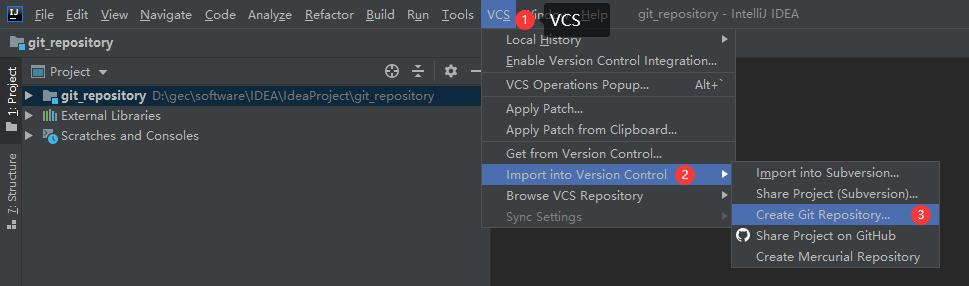 IJ File Edit View Navigate Code Analyze Refactor Build Run Tools VCS 1 VCS Help git_repository - IntelliJ IDEA
git_repository
1: Project
7: Structure
Project
git_repository D:\gec\software\IDEA\IdeaProject\git_repository
External Libraries
Scratches and Consoles
Local History
Enable Version Control Integration...
VCS Operations Popup... Alt+`
Apply Patch...
Apply Patch from Clipboard...
Get from Version Control...
Import into Version Control 2
Browse VCS Repository
Sync Settings
Import into Subversion...
Share Project (Subversion)...
Create Git Repository... 3
Share Project on GitHub
Create Mercurial Repository